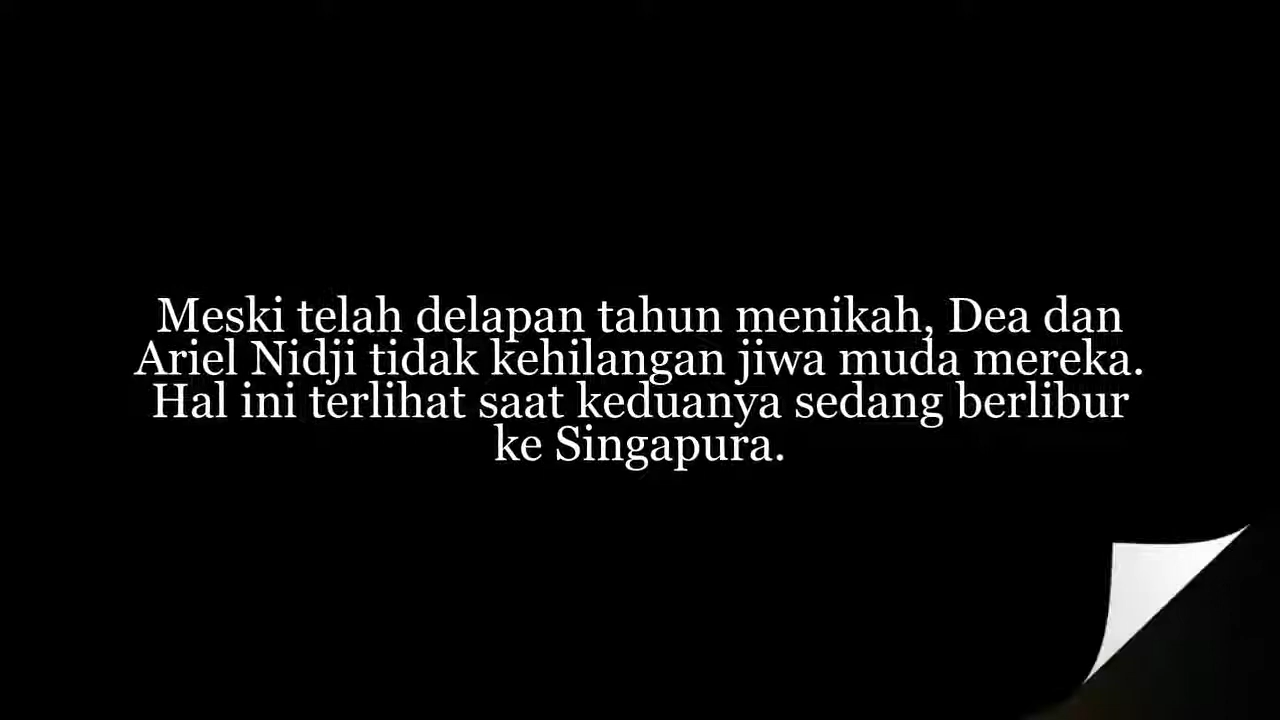 Meski telah delapan tahun menikah, Dea dan
Ariel Nidji tidak kehilangan jiwa muda mereka.
Hal ini terlihat saat keduanya sedang berlibur
ke Singapura.